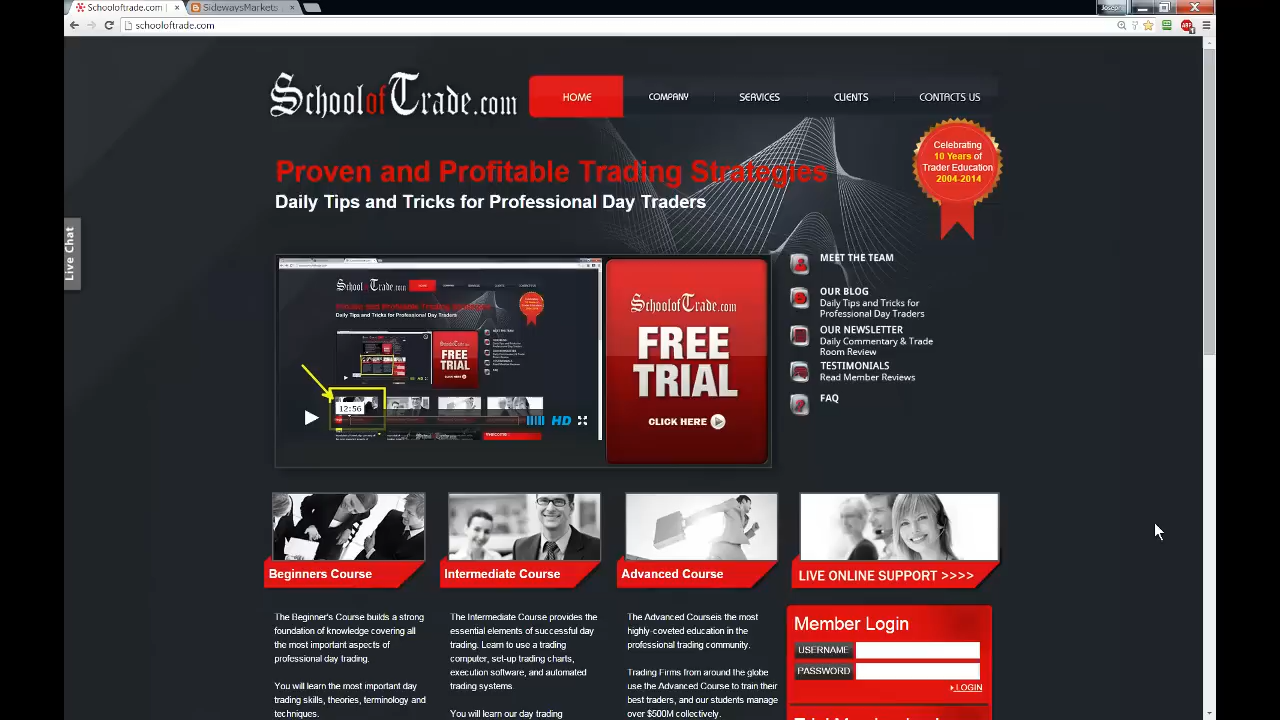 Schooloftrade.com
SidewaysMarkets
Joseph
schooloftrade.com
SchoolofTrade.com
HOME
COMPANY
SERVICES
CLIENTS
CONTACTS US
Celebrating
10 Years of
Trader Education
2004-2014
Proven and Profitable Trading Strategies
Daily Tips and Tricks for Professional Day Traders
Live Chat
SchoolofTrade.com
Daily Tips and Tricks for Professional Day Traders
FREE
TRIAL
12:56
HD
SchoolofTrade.com
FREE
TRIAL
CLICK HERE
MEET THE TEAM
OUR BLOG
Daily Tips and Tricks for
Professional Day Traders
OUR NEWSLETTER
Daily Commentary & Trade
Room Review
TESTIMONIALS
Read Member Reviews
FAQ
Beginners Course
Intermediate Course
Advanced Course
LIVE ONLINE SUPPORT >>>>
The Beginner's Course builds a strong
foundation of knowledge covering all
the most important aspects of
professional day trading.
You will learn the most important day
trading skills, theories, terminology and
techniques.
The Intermediate Course provides the
essential elements of successful day
trading. Learn to use a trading
computer, set-up trading charts,
execution software, and automated
trading systems.
You will learn our day trading
The Advanced Courseis the most
highly-coveted education in the
professional trading community.
Trading Firms from around the globe
use the Advanced Course to train their
best traders, and our students manage
over $500M collectively.
Member Login
USERNAME
PASSWORD
LOGIN